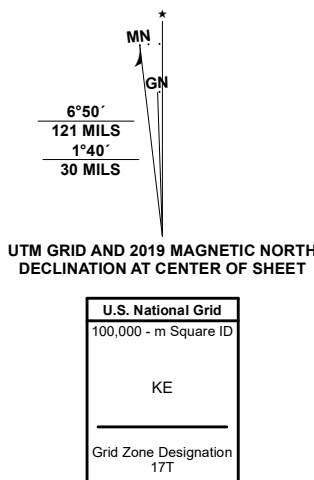 ★
MN
GN
6°50´
121 MILS
1°40´
30 MILS
UTM GRID AND 2019 MAGNETIC NORTH
DECLINATION AT CENTER OF SHEET
U.S. National Grid
100,000 - m Square ID
KE
Grid Zone Designation
17T